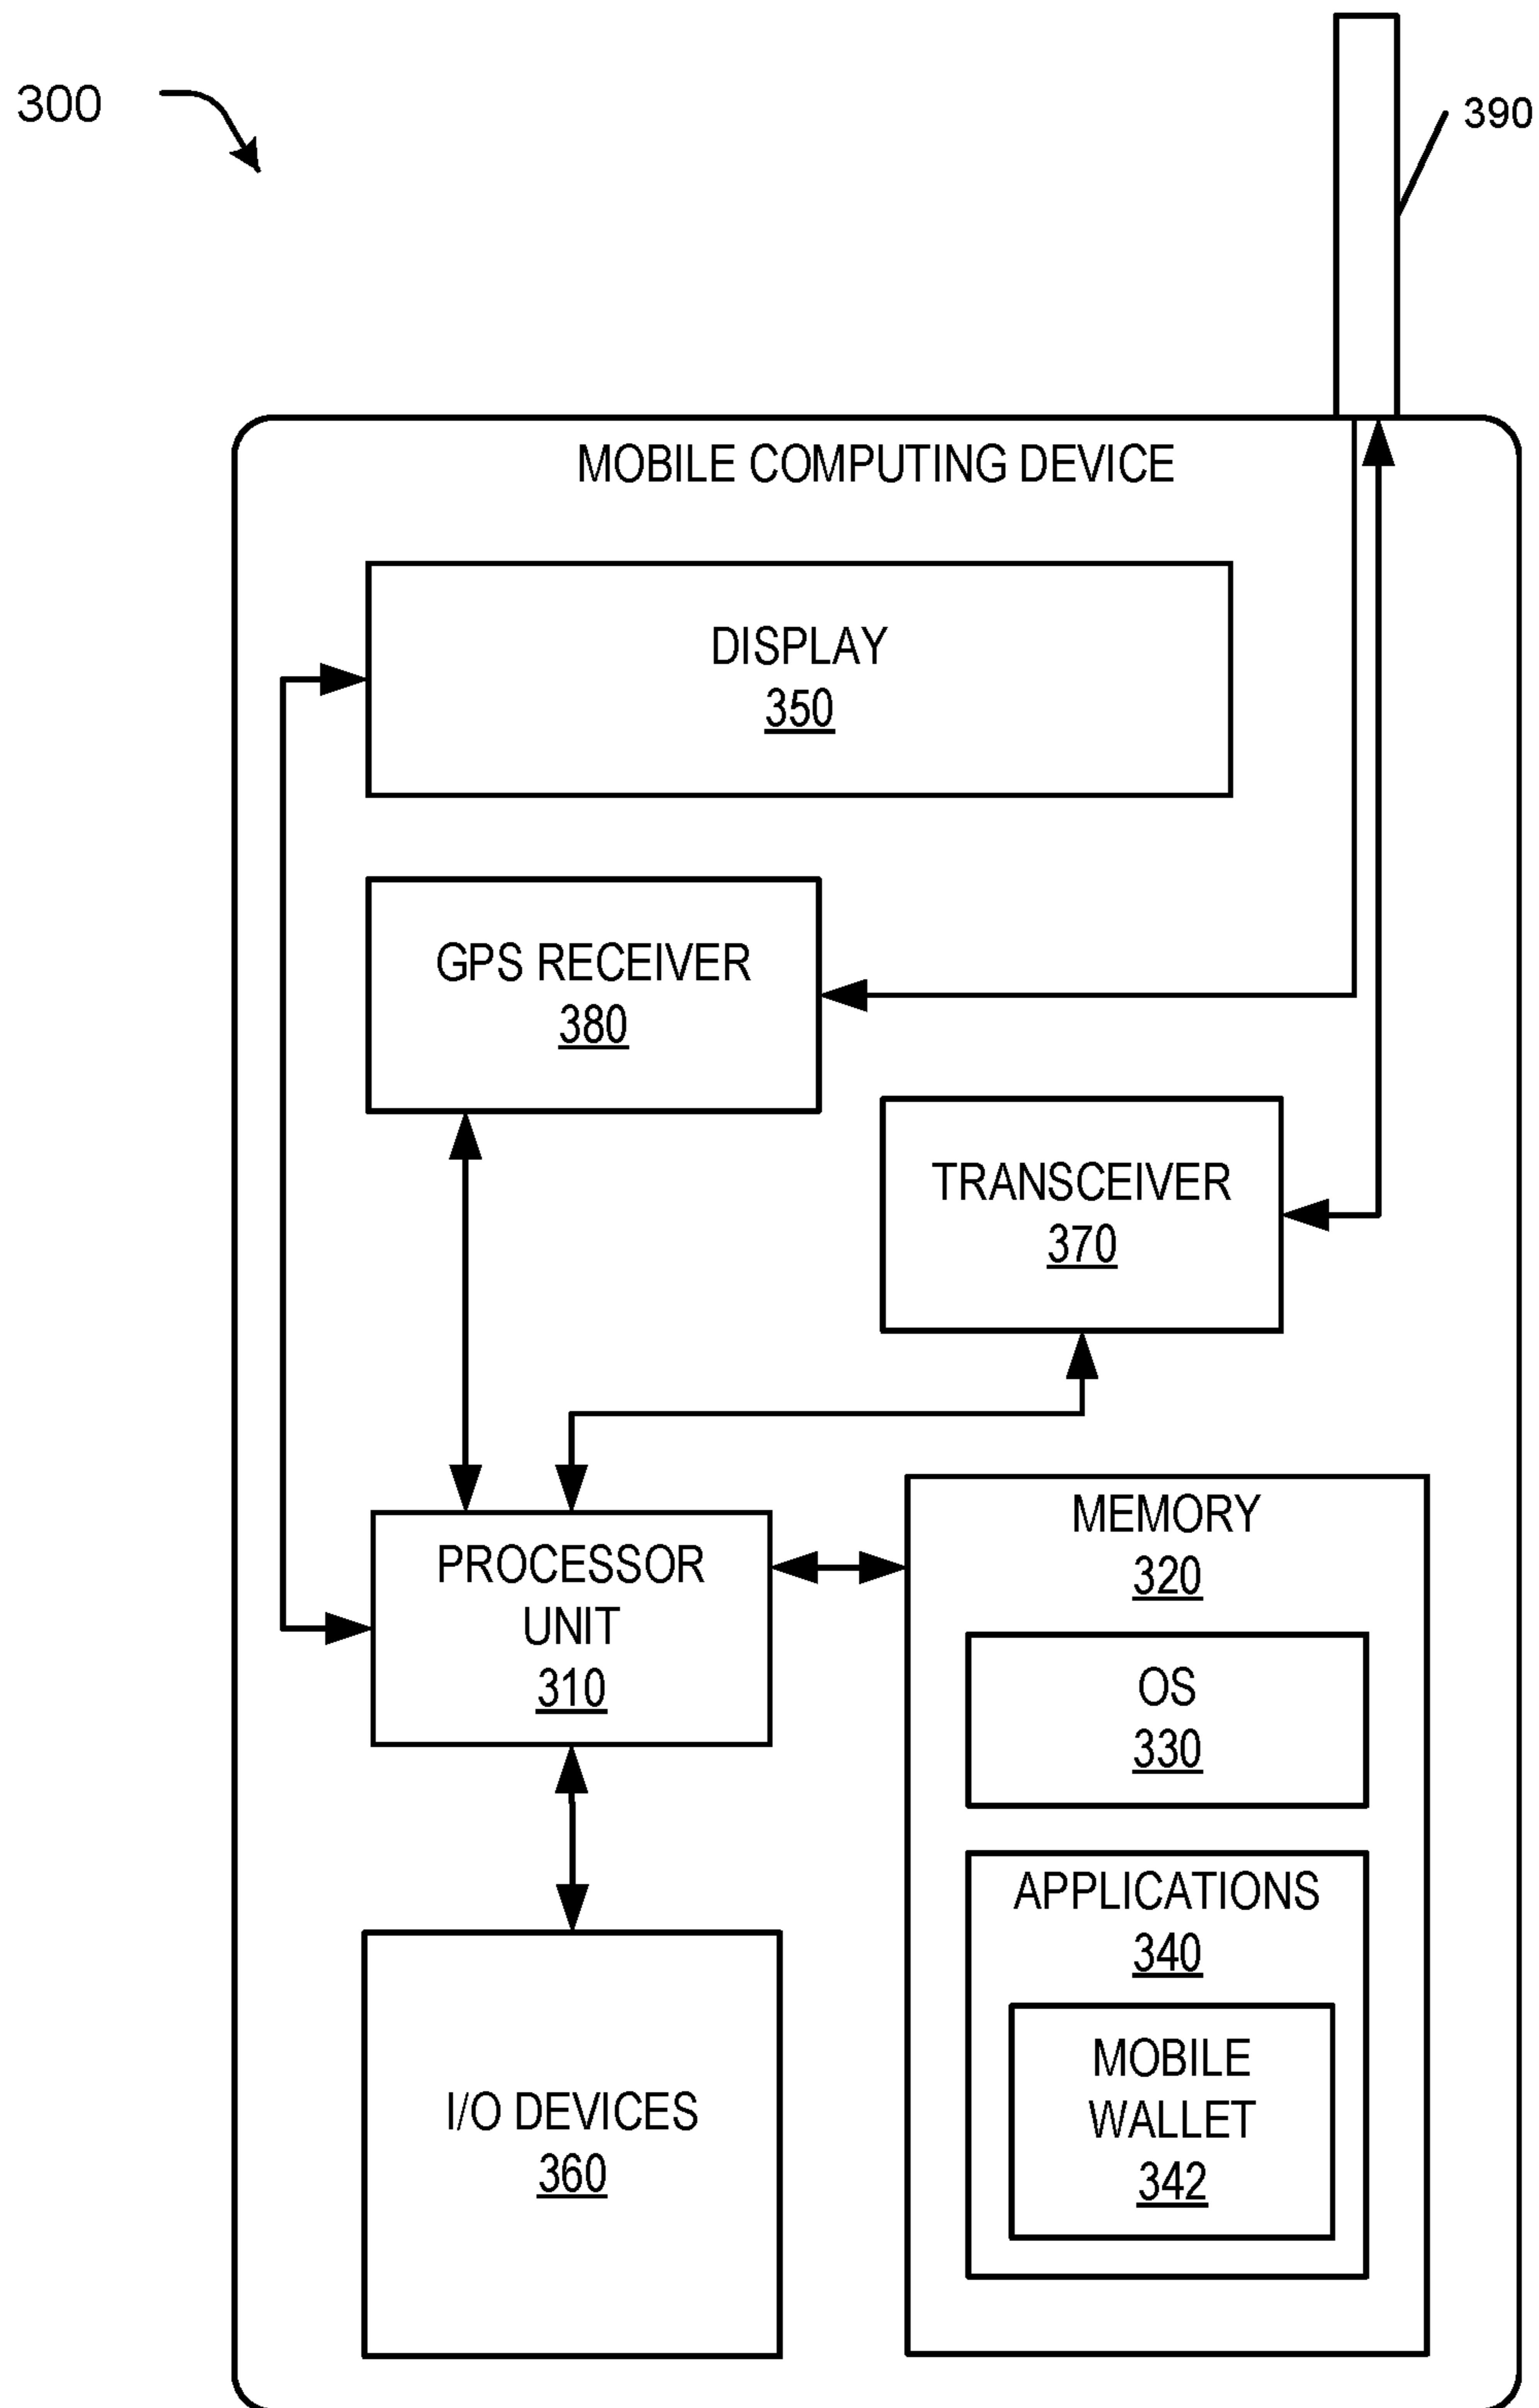 300
390
MOBILE COMPUTING DEVICE
DISPLAY
350
GPS RECEIVER
380
TRANSCEIVER
370
PROCESSOR
UNIT
310
MEMORY
320
OS
330
APPLICATIONS
340
MOBILE
WALLET
342
I/O DEVICES
360